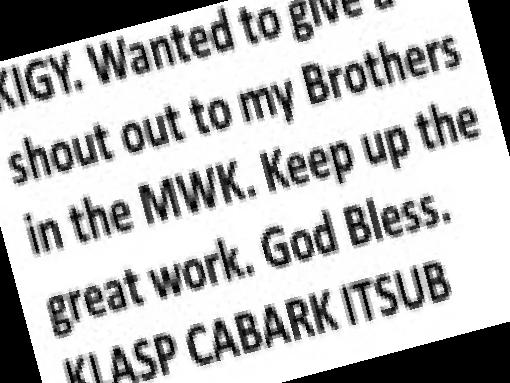 KIGY. Wanted to give a
shout out to my Brothers
in the MWK. Keep up the
great work. God Bless.
KLASP CABARK ITSUB